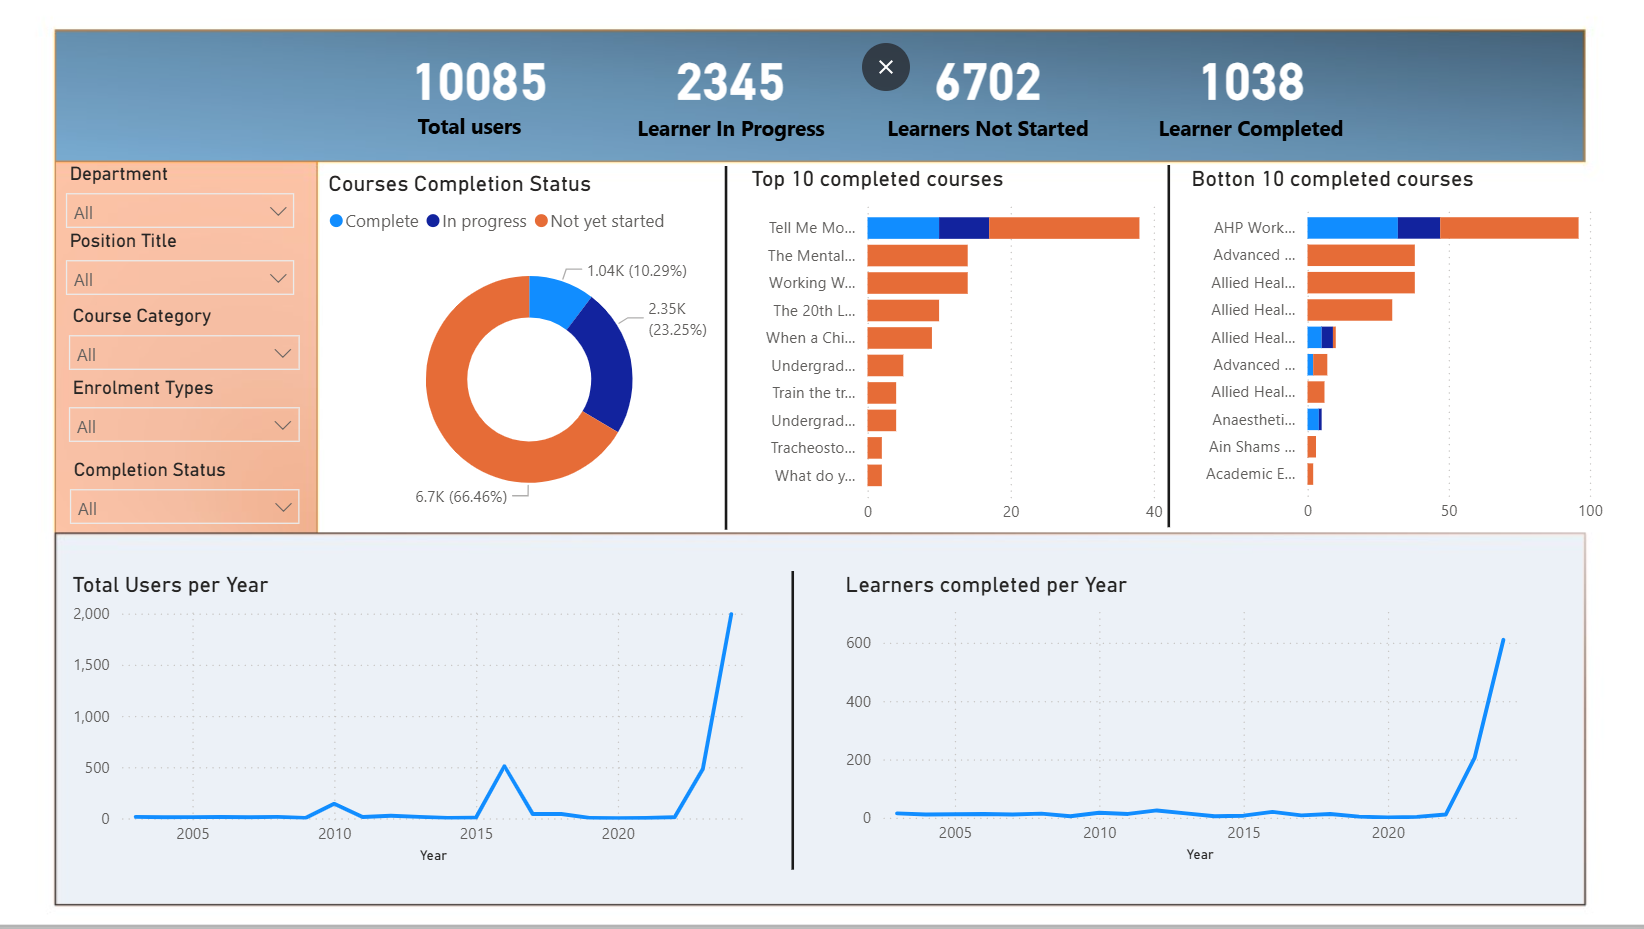 10085
Total users
2345
Learner In Progress
6702
Learners Not Started
1038
Learner Completed
Department
All
Position Title
All
Course Category
All
Enrolment Types
All
Completion Status
All
Courses Completion Status
Complete In progress Not yet started
1.04K (10.29%)
2.35K
(23.25%)
6.7K (66.46%)
Top 10 completed courses
Tell Me Mo...
The Mental...
Working W...
The 20th L...
When a Chi...
Undergrad...
Train the tr...
Undergrad...
Tracheosto...
What do y...
0 20 40
Botton 10 completed courses
AHP Work...
Advanced ...
Allied Heal...
Allied Heal...
Allied Heal...
Advanced ...
Allied Heal...
Anaestheti...
Ain Shams ...
Academic E...
0 50 100
Total Users per Year
2,000
1,500
1,000
500
0
2005 2010 2015 2020
Year
Learners completed per Year
600
400
200
0
2005 2010 2015 2020
Year